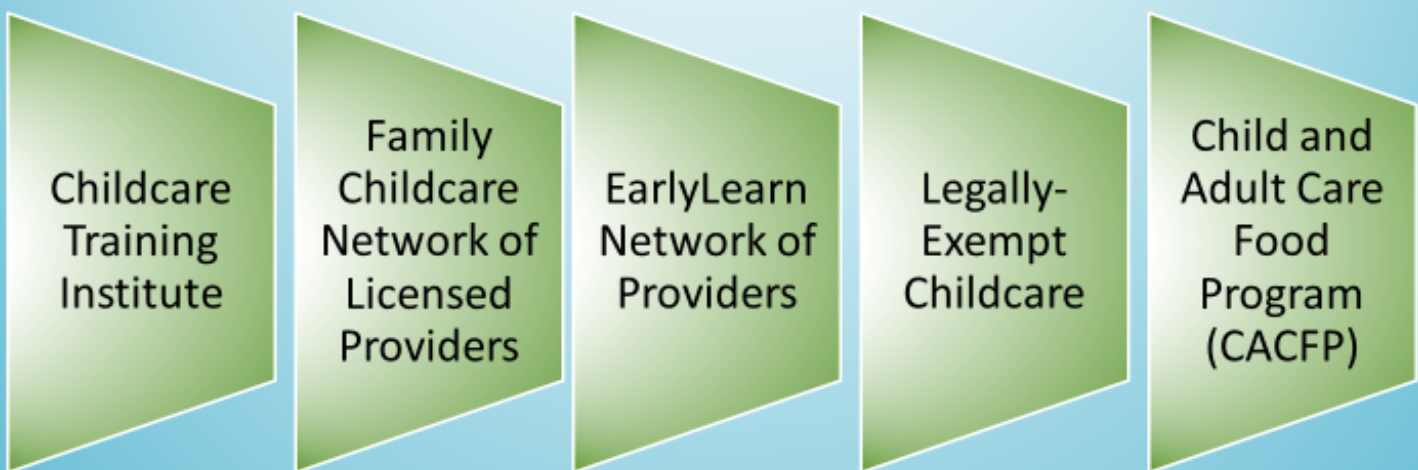 Childcare
Training
Institute
Family
Childcare
Network of
Licensed
Providers
EarlyLearn
Network of
Providers
Legally-
Exempt
Childcare
Child and
Adult Care
Food
Program
(CACFP)